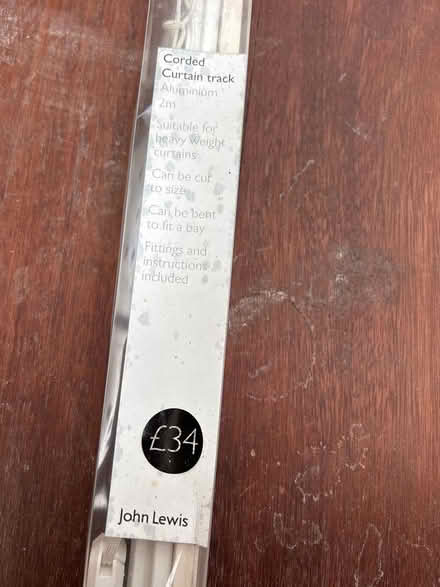 Corded
Curtain track
Aluminium
2m
Suitable for
heavy weight
curtains
Can be cut
to size
Can be bent
to fit a bay
Fittings and
instructions
included
£34
John Lewis